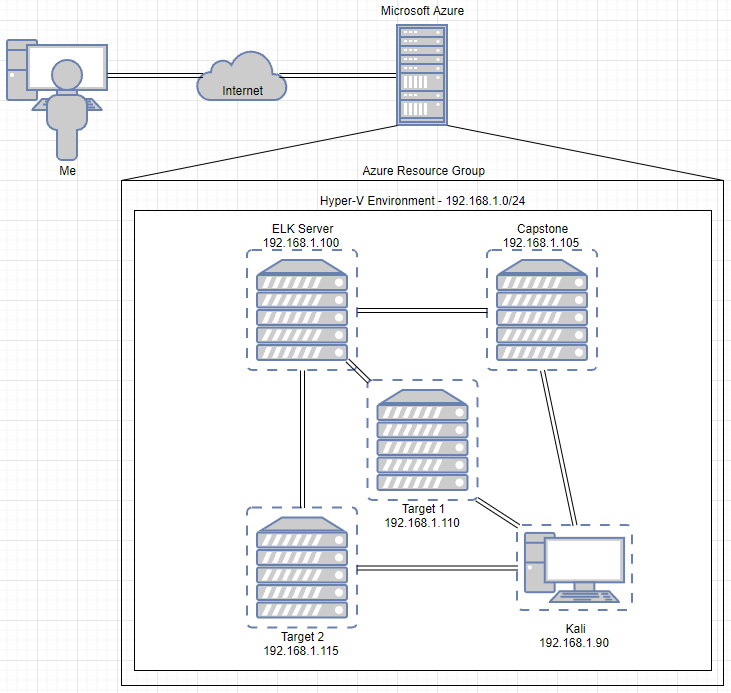 Microsoft Azure
Internet
Me
Azure Resource Group
Hyper-V Environment - 192.168.1.0/24
ELK Server
192.168.1.100
Capstone
192.168.1.105
Target 1
192.168.1.110
Target 2
192.168.1.115
Kali
192.168.1.90